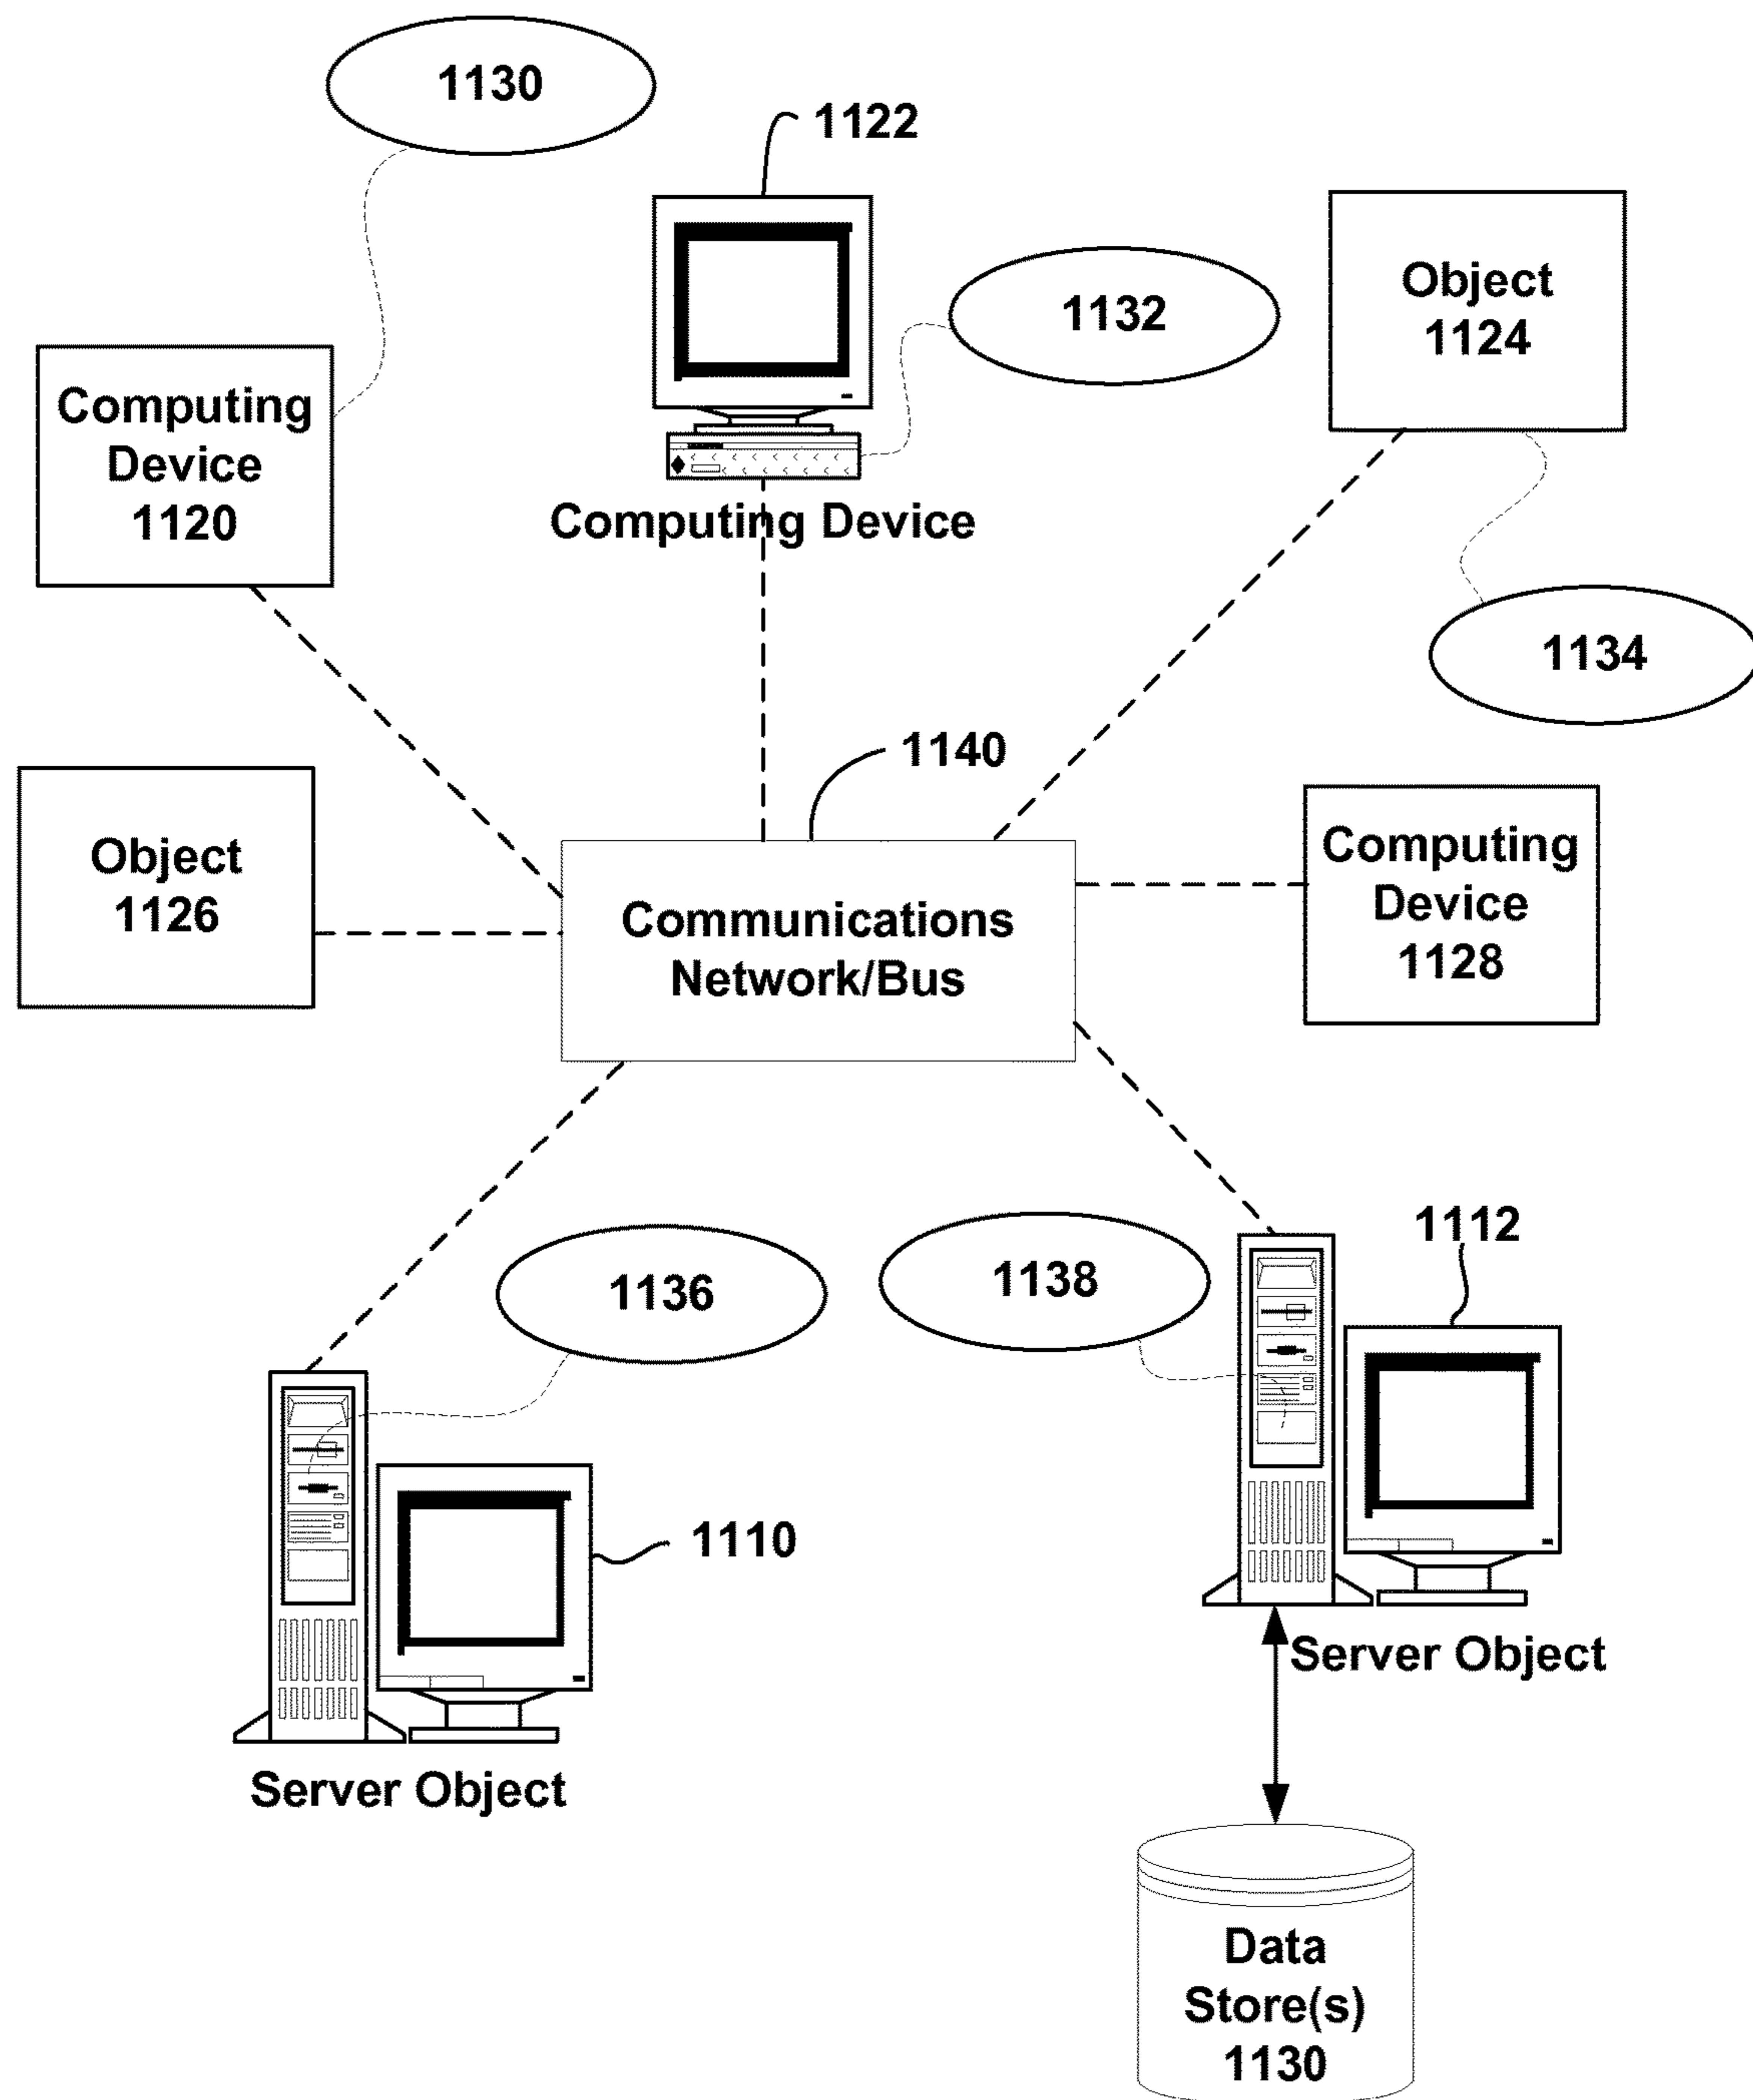 1130
1122
1132
Object
1124
Computing
Device
1120
Computing Device
1134
1140
Object
1126
Communications
Network/Bus
Computing
Device
1128
1136
1138
1112
1110
Server Object
Server Object
Data
Store(s)
1130